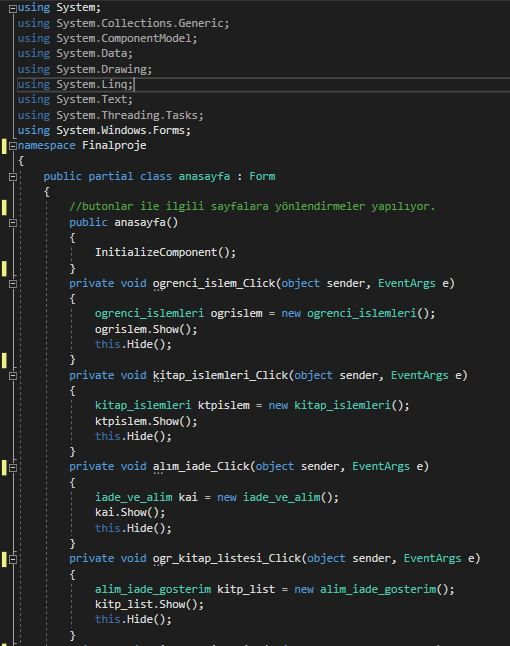 using System;
using System.Collections.Generic;
using System.ComponentModel;
using System.Data;
using System.Drawing;
using System.Linq;
using System.Text;
using System.Threading.Tasks;
using System.Windows.Forms;
namespace Finalproje
{
public partial class anasayfa : Form
{
//butonlar ile ilgili sayfalara yönlendirmeler yapılıyor.
public anasayfa()
{
InitializeComponent();
}
private void ogrenci_islem_Click(object sender, EventArgs e)
{
ogrenci_islemleri ogrislem = new ogrenci_islemleri();
ogrislem.Show();
this.Hide();
}
private void kitap_islemleri_Click(object sender, EventArgs e)
{
kitap_islemleri ktpislem = new kitap_islemleri();
ktpislem.Show();
this.Hide();
}
private void alım_iade_Click(object sender, EventArgs e)
{
iade_ve_alim kai = new iade_ve_alim();
kai.Show();
this.Hide();
}
private void ogr_kitap_listesi_Click(object sender, EventArgs e)
{
alim_iade_gosterim kitp_list = new alim_iade_gosterim();
kitp_list.Show();
this.Hide();
}